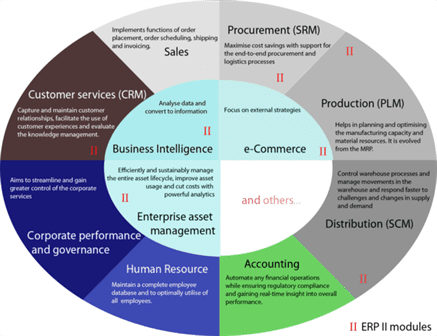 Implements functions of order
placement, order scheduling, shipping
and invoicing.
Sales
Procurement (SRM)
Maximise cost savings with support for
the end-to-end procurement and
logistics processes
II
II
Customer services (CRM)
Capture and maintain customer
relationships, facilitate the use of
customer experiences and evaluate
the knowledge management.
II
Analyse data and
convert to information
II
Business Intelligence
Focus on external strategies
e-Commerce
II
Production (PLM)
Helps in planning and optimising
the manufacturing capacity and
material resources. It is evolved
from the MRP.
Aims to streamline and gain
greater control of the corporate
services
Corporate performance
and governance
Efficiently and sustainably manage
the entire asset lifecycle, improve asset
usage and cut costs with
powerful analytics
II
Enterprise asset
management
and others...
Control warehouse processes and
manage movements in the
warehouse and respond faster to
challenges and changes in supply
and demand
Distribution (SCM)
II
Human Resource
Maintain a complete employee
database and to optimally utilise of
all employees.
Accounting
Automate any financial operations
while ensuring regulatory compliance and
gaining real-time insight into overall
performance.
II ERP II modules